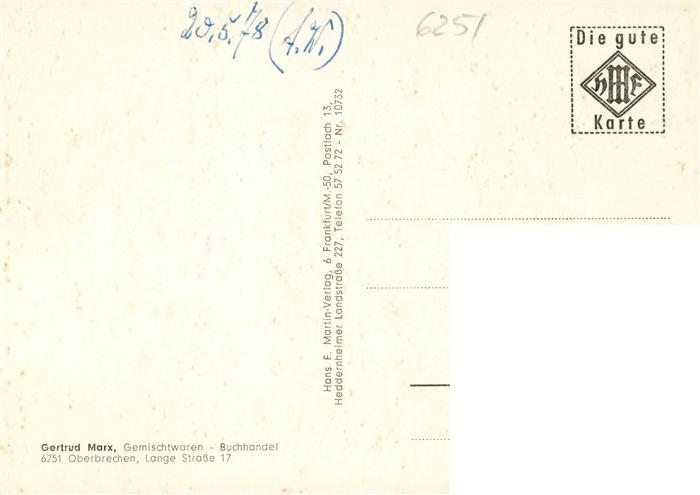 20.5.78 (A.W.)
6251
Die gute
HMF
Karte
Hans F. Martin-Verlag, 6 Frankfurt/M.-50, Postfach 13,
Heddernheimer Landstraße 227, Telefon 57 52 72 - Nr. 10732
Gertrud Marx, Gemischtwaren - Buchhandel
6251 Oberbrechen, Lange Straße 17